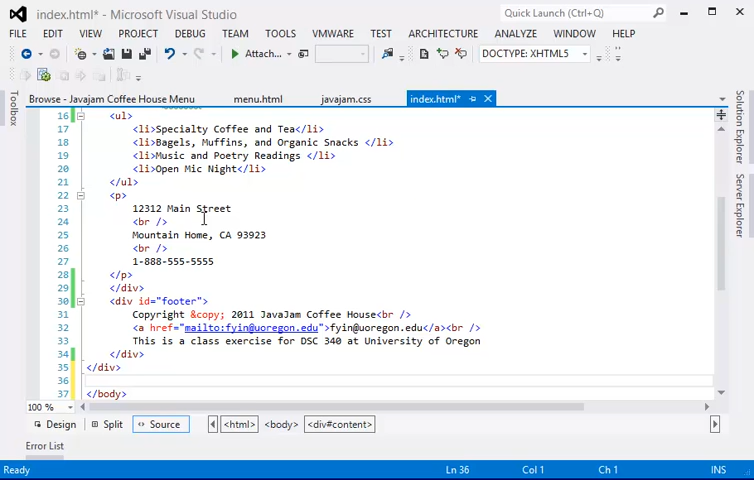 index.html* - Microsoft Visual Studio
Quick Launch (Ctrl+Q)
FILE EDIT VIEW PROJECT DEBUG TEAM TOOLS VMWARE TEST ARCHITECTURE ANALYZE WINDOW
Attach...
DOCTYPE: XHTML5
Browse - Javajam Coffee House Menu menu.html javajam.css index.html*
Toolbox
Solution Explorer
Server Explorer
16 <ul>
17 <li>Specialty Coffee and Tea</li>
18 <li>Bagels, Muffins, and Organic Snacks </li>
19 <li>Music and Poetry Readings </li>
20 <li>Open Mic Night</li>
21 </ul>
22 <p>
23 12312 Main Street
24 <br />
25 Mountain Home, CA 93923
26 <br />
27 1-888-555-5555
28 </p>
29 </div>
30 <div id="footer">
31 Copyright &copy; 2011 JavaJam Coffee House<br />
32 <a href="mailto:fyin@uoregon.edu">fyin@uoregon.edu</a><br />
33 This is a class exercise for DSC 340 at University of Oregon
34 </div>
35 </div>
36
37 </body>
100 %
Design Split Source <html> <body> <div#content>
Error List
Ready Ln 36 Col 1 Ch 1 INS